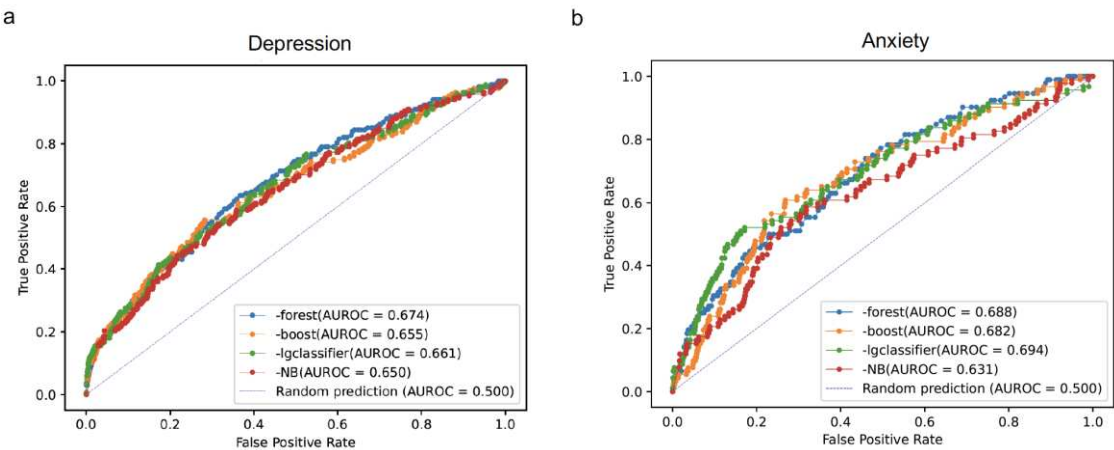 a
Depression
True Positive Rate
1.0
0.8
0.6
0.4
0.2
0.0
-forest(AUROC = 0.674)
-boost(AUROC = 0.655)
-lgclassifier(AUROC = 0.661)
-NB(AUROC = 0.650)
Random prediction (AUROC = 0.500)
0.0 0.2 0.4 0.6 0.8 1.0
False Positive Rate
b
Anxiety
True Positive Rate
1.0
0.8
0.6
0.4
0.2
0.0
-forest(AUROC = 0.688)
-boost(AUROC = 0.682)
-lgclassifier(AUROC = 0.694)
-NB(AUROC = 0.631)
Random prediction (AUROC = 0.500)
0.0 0.2 0.4 0.6 0.8 1.0
False Positive Rate